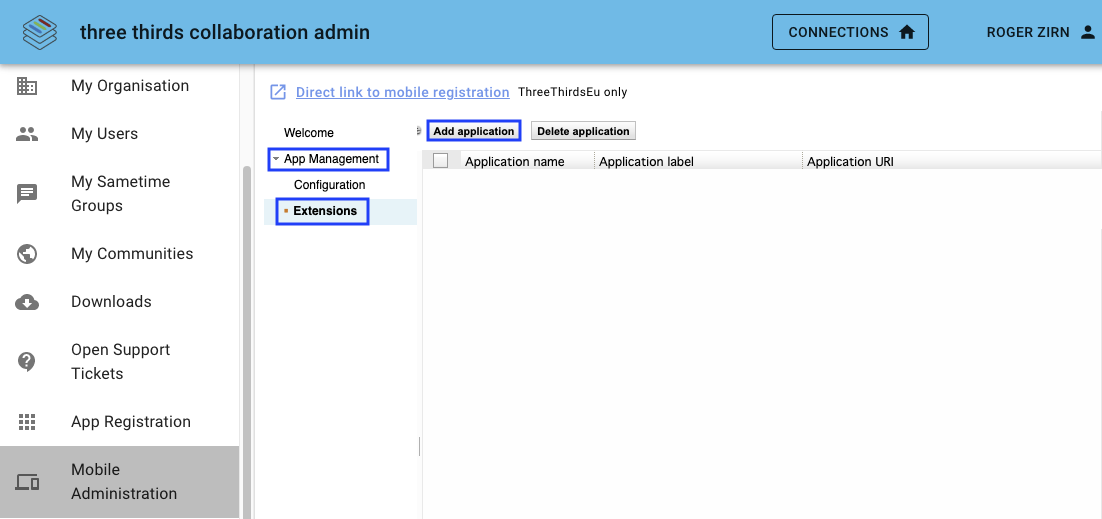 three thirds collaboration admin
CONNECTIONS
ROGER ZIRN
My Organisation
My Users
My Sametime
Groups
My Communities
Downloads
Open Support
Tickets
App Registration
Mobile
Administration
Direct link to mobile registration ThreeThirdsEu only
Welcome
App Management
Configuration
Extensions
Add application Delete application
Application name Application label Application URI